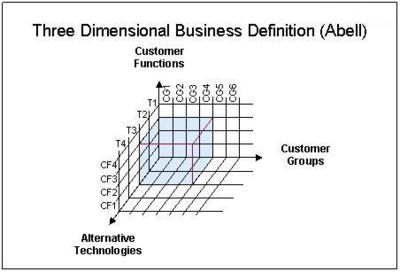 Three Dimensional Business Definition (Abell)
Customer
Functions
CG1
CG2
CG3
CG4
CG5
CG6
T1
T2
T3
T4
CF4
CF3
CF2
CF1
Customer
Groups
Alternative
Technologies